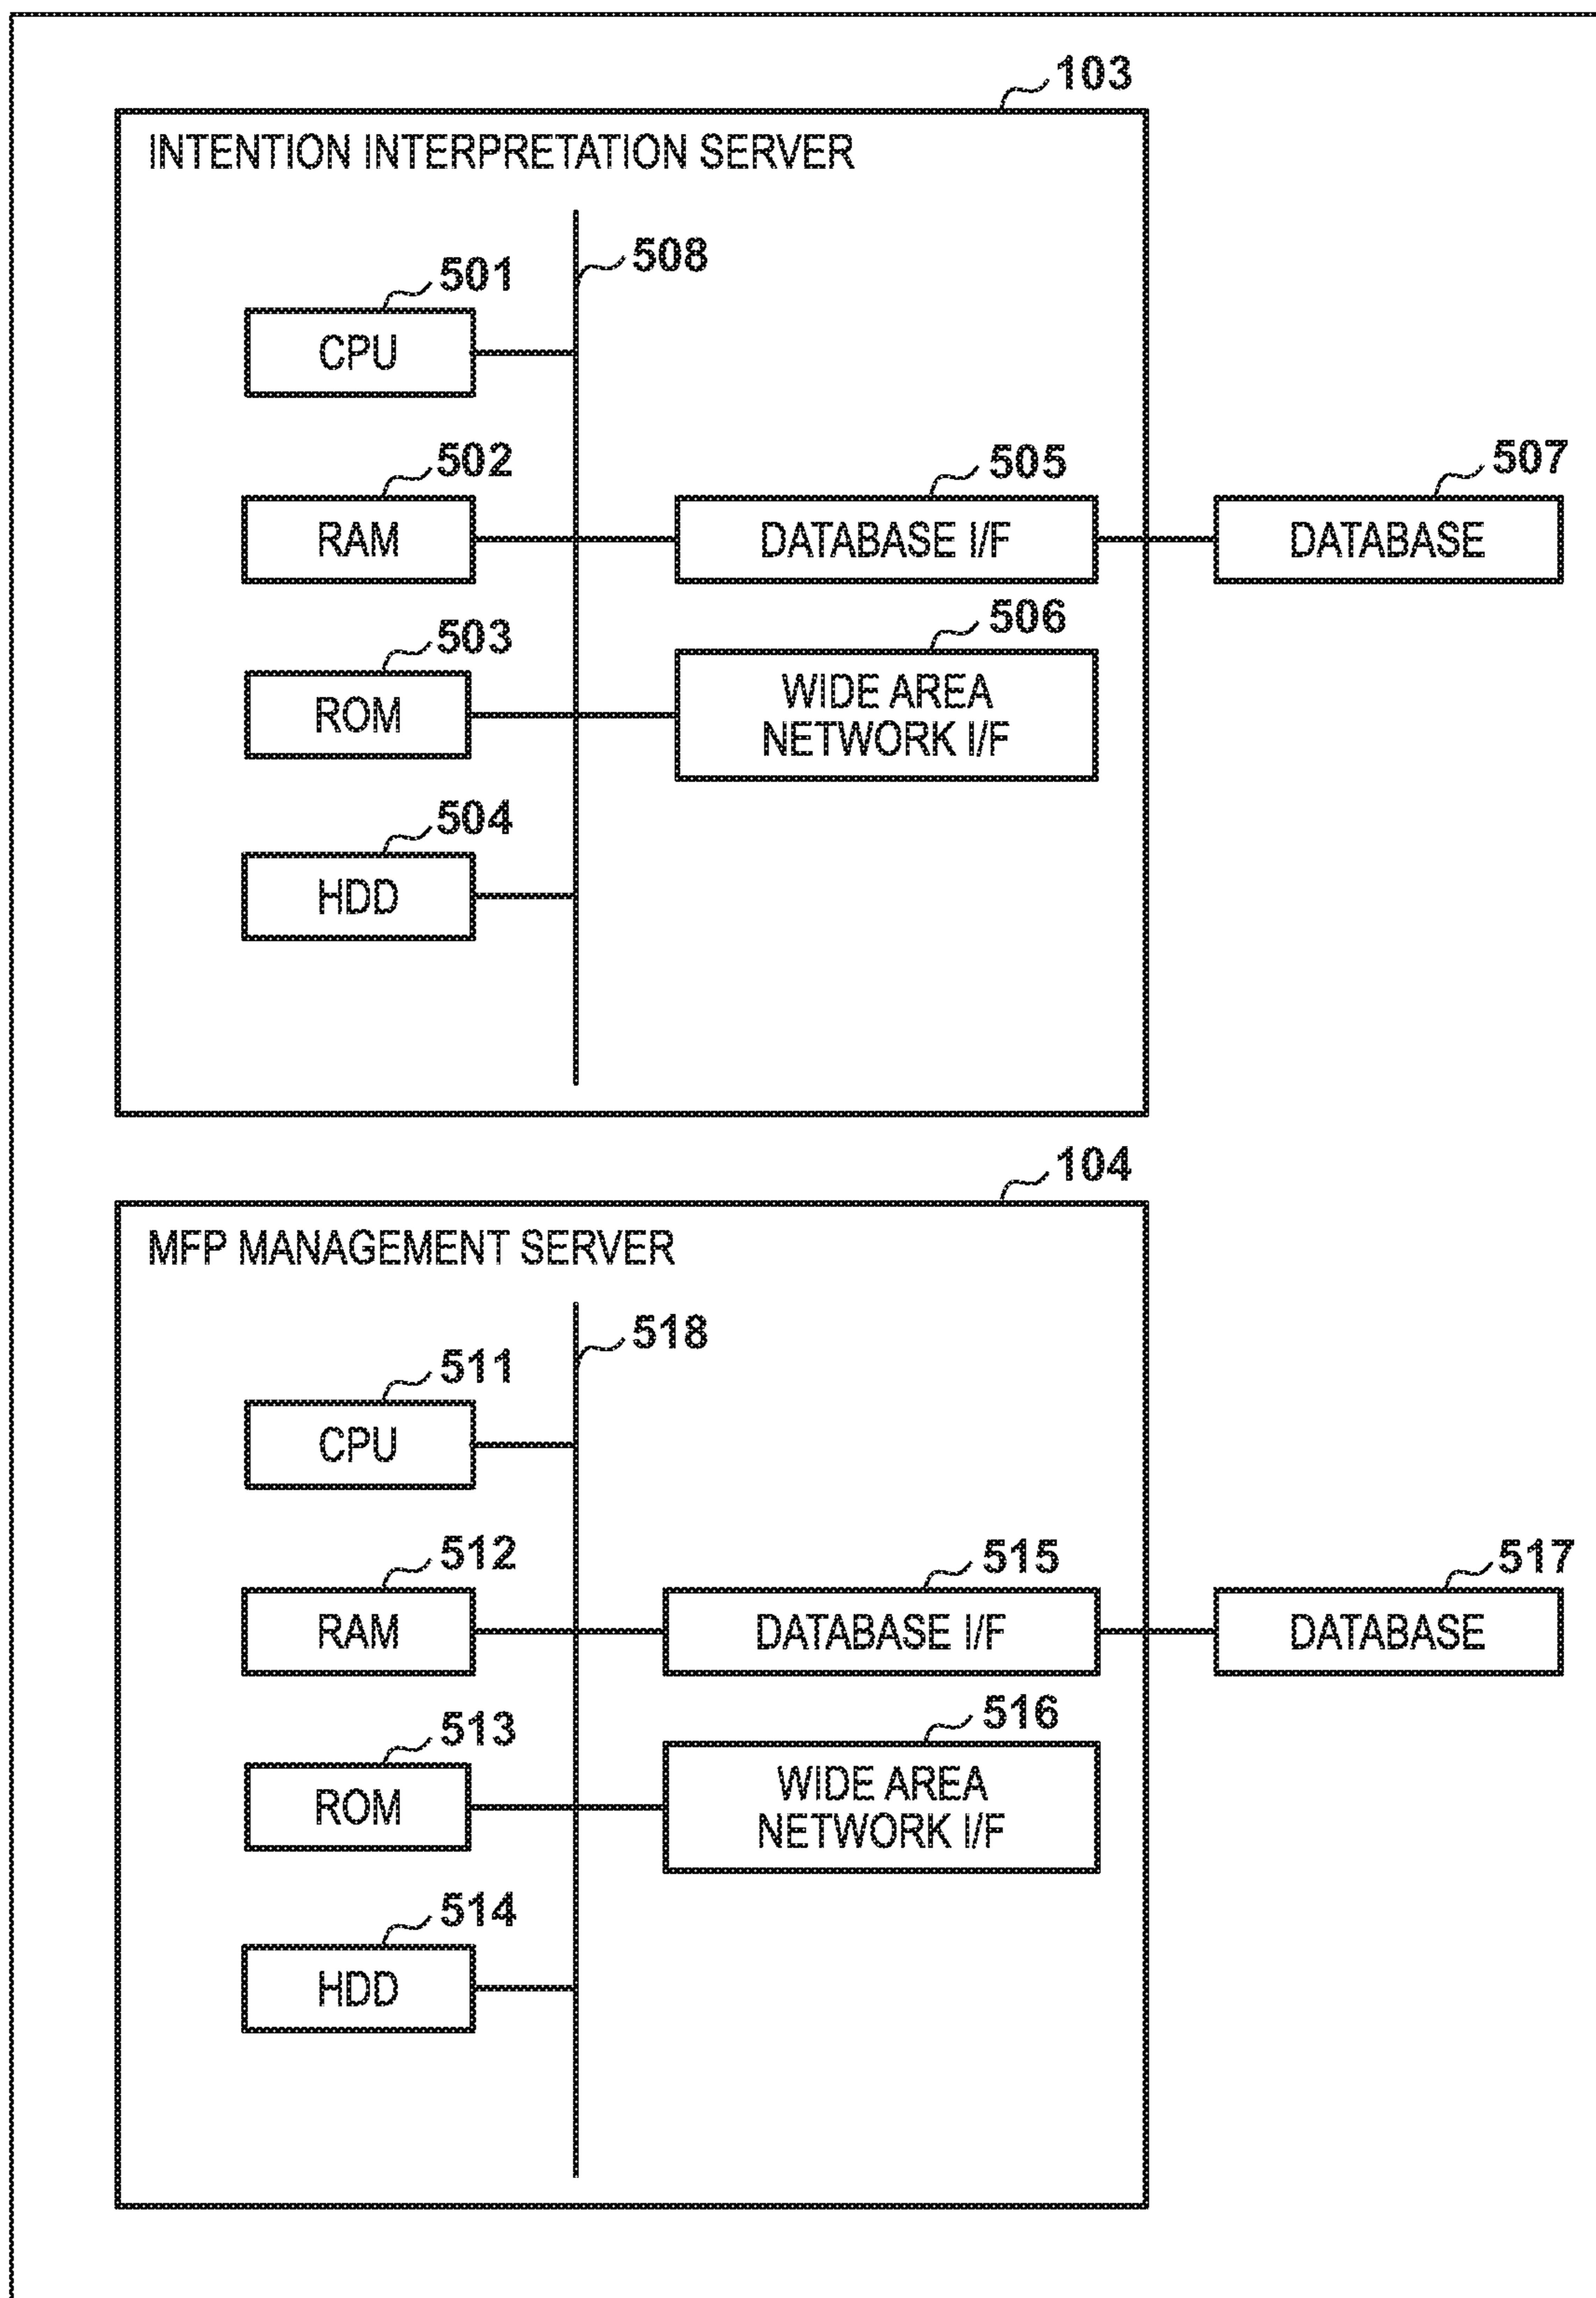 103
INTENTION INTERPRETATION SERVER
508
501
CPU
502
RAM
505
DATABASE I/F
507
DATABASE
503
ROM
506
WIDE AREA
NETWORK I/F
504
HDD
104
MFP MANAGEMENT SERVER
518
511
CPU
512
RAM
515
DATABASE I/F
517
DATABASE
513
ROM
516
WIDE AREA
NETWORK I/F
514
HDD